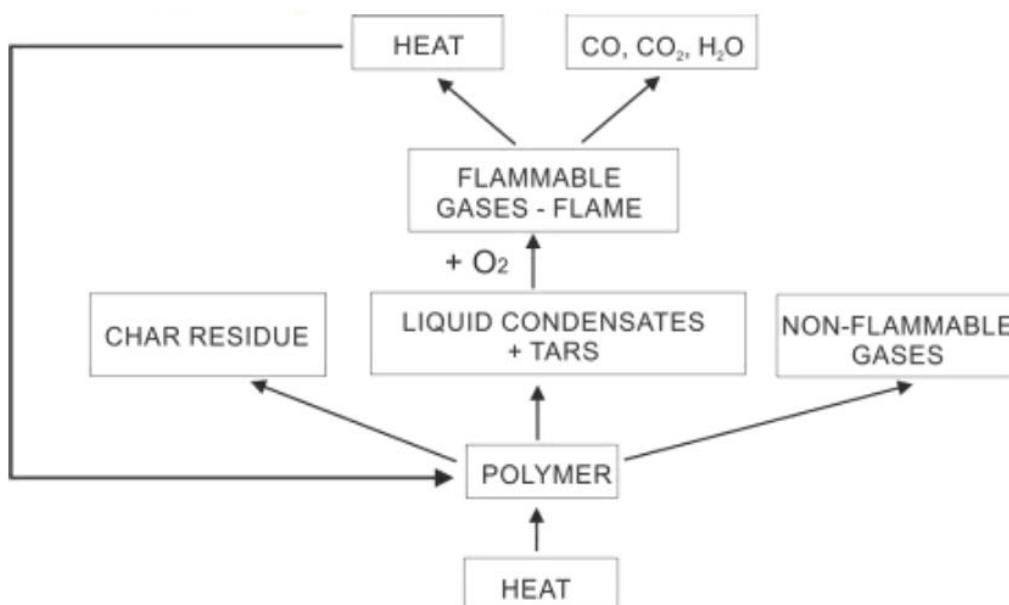 HEAT
CO, CO₂, H₂O
FLAMMABLE
GASES - FLAME
+ O₂
CHAR RESIDUE
LIQUID CONDENSATES
+ TARS
NON-FLAMMABLE
GASES
POLYMER
HEAT